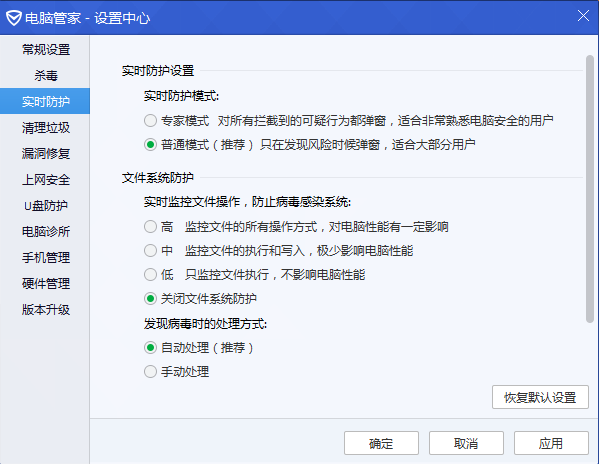 电脑管家 - 设置中心
常规设置
杀毒
实时防护
清理垃圾
漏洞修复
上网安全
U盘防护
电脑诊所
手机管理
硬件管理
版本升级
实时防护设置
实时防护模式:
专家模式 对所有拦截到的可疑行为都弹窗，适合非常熟悉电脑安全的用户
普通模式（推荐）只在发现风险时候弹窗，适合大部分用户
文件系统防护
实时监控文件操作，防止病毒感染系统:
高 监控文件的所有操作方式，对电脑性能有一定影响
中 监控文件的执行和写入，极少影响电脑性能
低 只监控文件执行，不影响电脑性能
关闭文件系统防护
发现病毒时的处理方式:
自动处理（推荐）
手动处理
恢复默认设置
确定
取消
应用